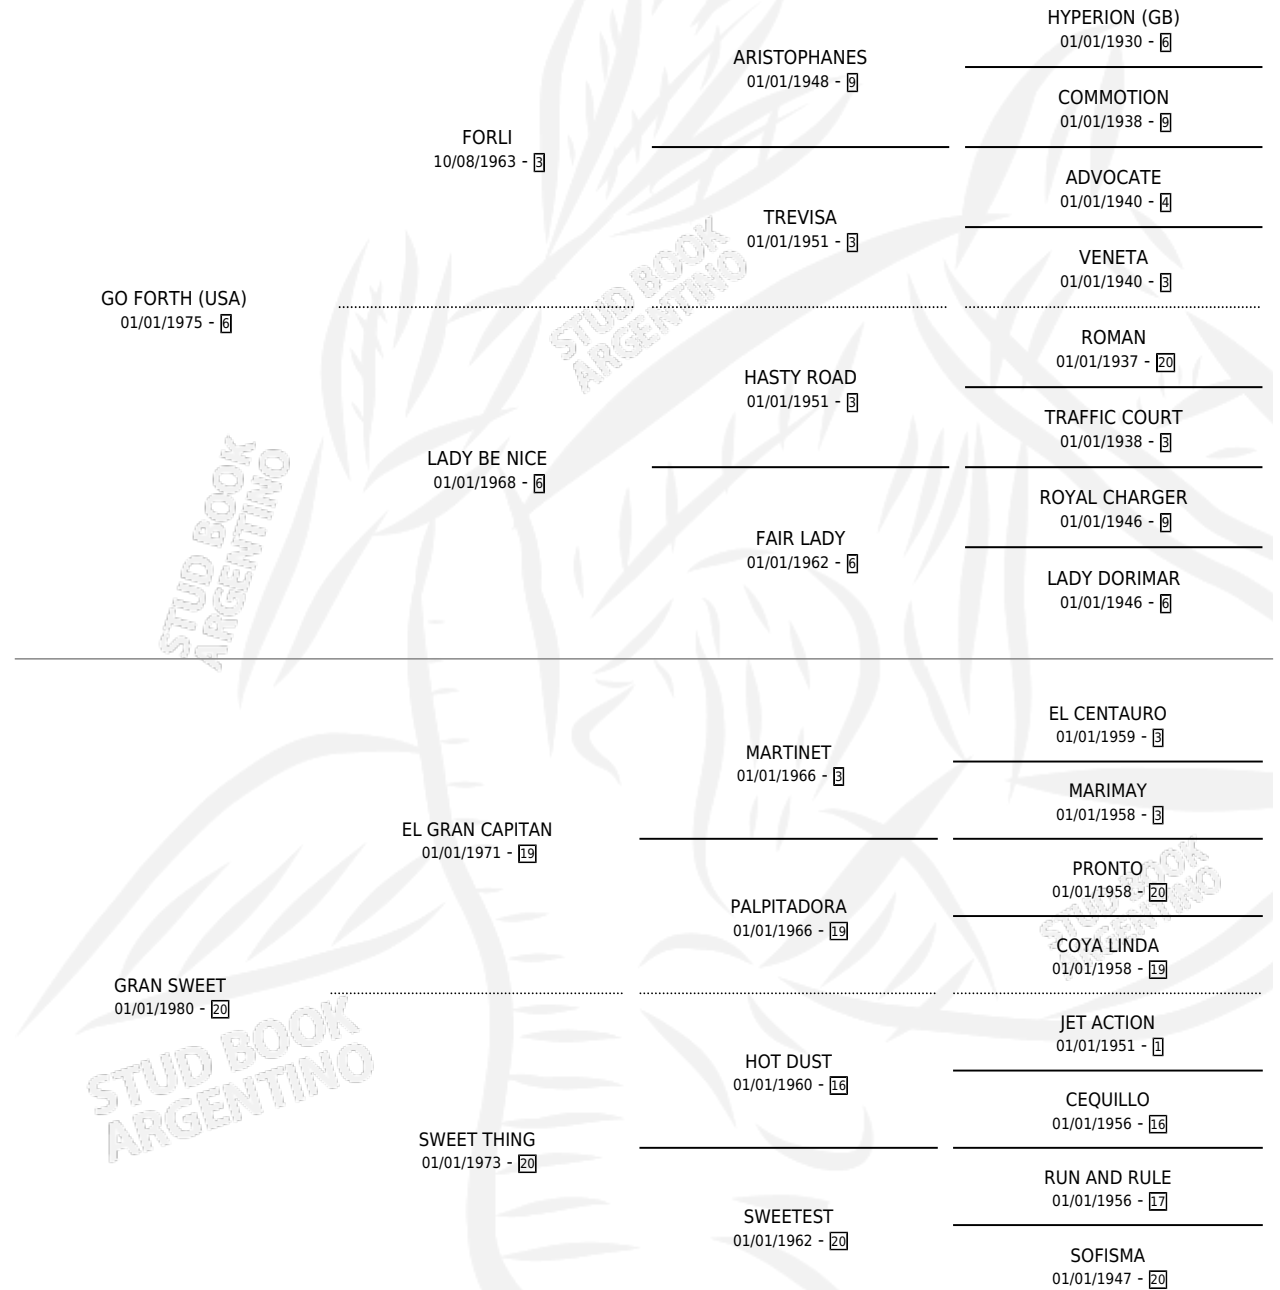 HYPERION (GB)
01/01/1930 - 6
ARISTOPHANES
01/01/1948 - 9
COMMOTION
01/01/1938 - 9
FORLI
10/08/1963 - 3
ADVOCATE
01/01/1940 - 4
TREVISA
01/01/1951 - 3
VENETA
01/01/1940 - 3
GO FORTH (USA)
01/01/1975 - 6
ROMAN
01/01/1937 - 20
HASTY ROAD
01/01/1951 - 3
TRAFFIC COURT
01/01/1938 - 3
LADY BE NICE
01/01/1968 - 6
ROYAL CHARGER
01/01/1946 - 9
FAIR LADY
01/01/1962 - 6
LADY DORIMAR
01/01/1946 - 6
STUD BOOK
ARGENTINO
STUD BOOK
ARGENTINO
EL CENTAURO
01/01/1959 - 3
MARTINET
01/01/1966 - 3
MARIMAY
01/01/1958 - 3
EL GRAN CAPITAN
01/01/1971 - 19
PRONTO
01/01/1958 - 20
PALPITADORA
01/01/1966 - 19
COYA LINDA
01/01/1958 - 19
GRAN SWEET
01/01/1980 - 20
JET ACTION
01/01/1951 - 1
HOT DUST
01/01/1960 - 16
CEQUILLO
01/01/1956 - 16
SWEET THING
01/01/1973 - 20
RUN AND RULE
01/01/1956 - 17
SWEETEST
01/01/1962 - 20
SOFISMA
01/01/1947 - 20
STUD BOOK
ARGENTINO
STUD BOOK
ARGENTINO